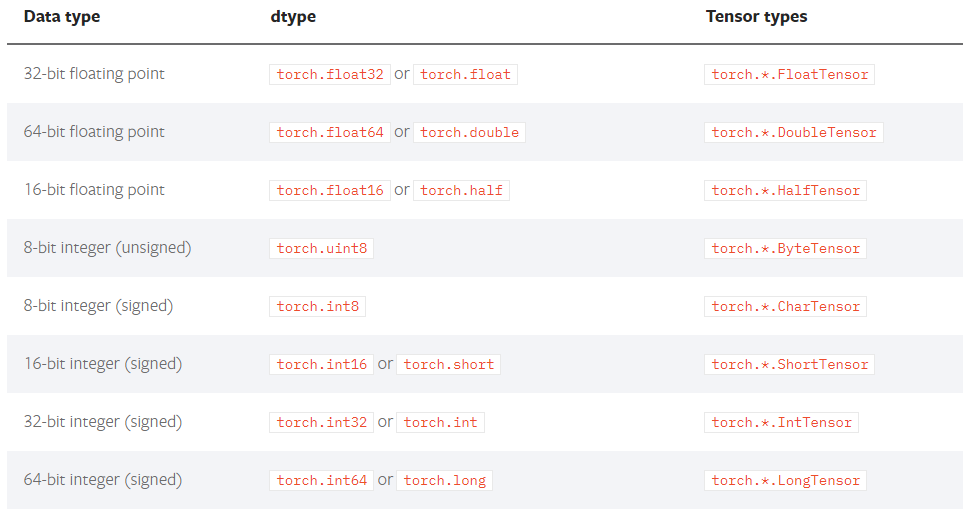 Data type dtype Tensor types
32-bit floating point torch.float32 or torch.float torch.*.FloatTensor
64-bit floating point torch.float64 or torch.double torch.*.DoubleTensor
16-bit floating point torch.float16 or torch.half torch.*.HalfTensor
8-bit integer (unsigned) torch.uint8 torch.*.ByteTensor
8-bit integer (signed) torch.int8 torch.*.CharTensor
16-bit integer (signed) torch.int16 or torch.short torch.*.ShortTensor
32-bit integer (signed) torch.int32 or torch.int torch.*.IntTensor
64-bit integer (signed) torch.int64 or torch.long torch.*.LongTensor